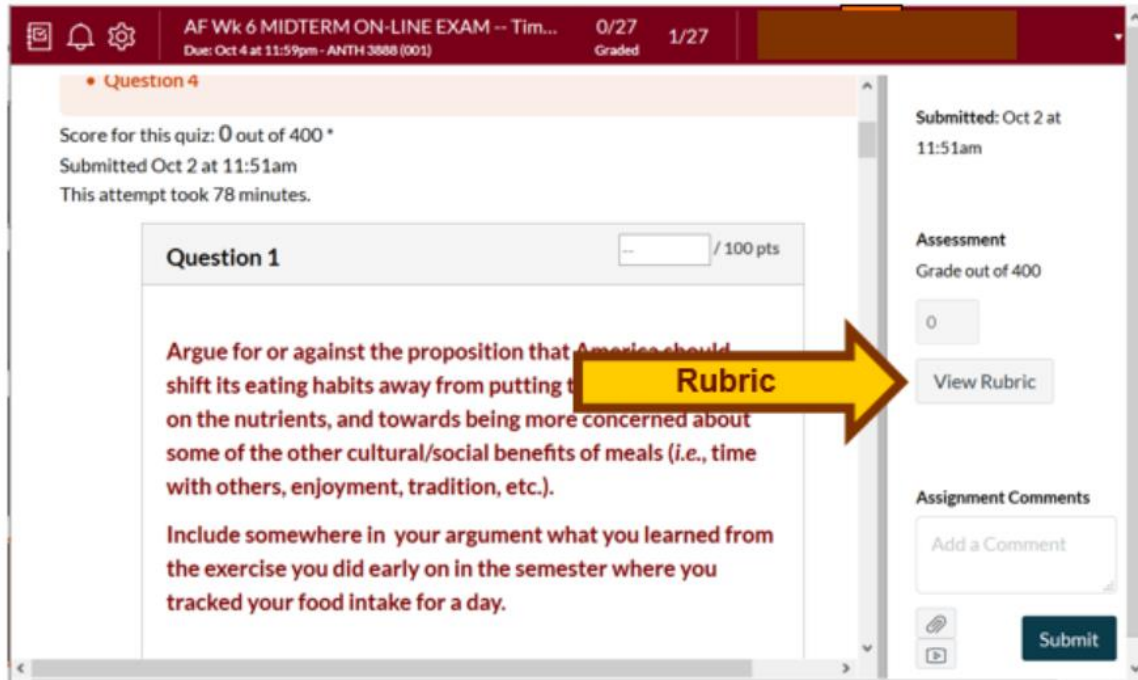 AF Wk 6 MIDTERM ON-LINE EXAM -- Tim...
Due: Oct 4 at 11:59pm - ANTH 3888 (001)
0/27
Graded
1/27
• Question 4
Score for this quiz: 0 out of 400 *
Submitted Oct 2 at 11:51am
This attempt took 78 minutes.
Question 1
-- / 100 pts
Argue for or against the proposition that America should
shift its eating habits away from putting t
on the nutrients, and towards being more concerned about
some of the other cultural/social benefits of meals (i.e., time
with others, enjoyment, tradition, etc.).
Include somewhere in your argument what you learned from
the exercise you did early on in the semester where you
tracked your food intake for a day.
Rubric
Submitted: Oct 2 at
11:51am
Assessment
Grade out of 400
0
View Rubric
Assignment Comments
Add a Comment
Submit